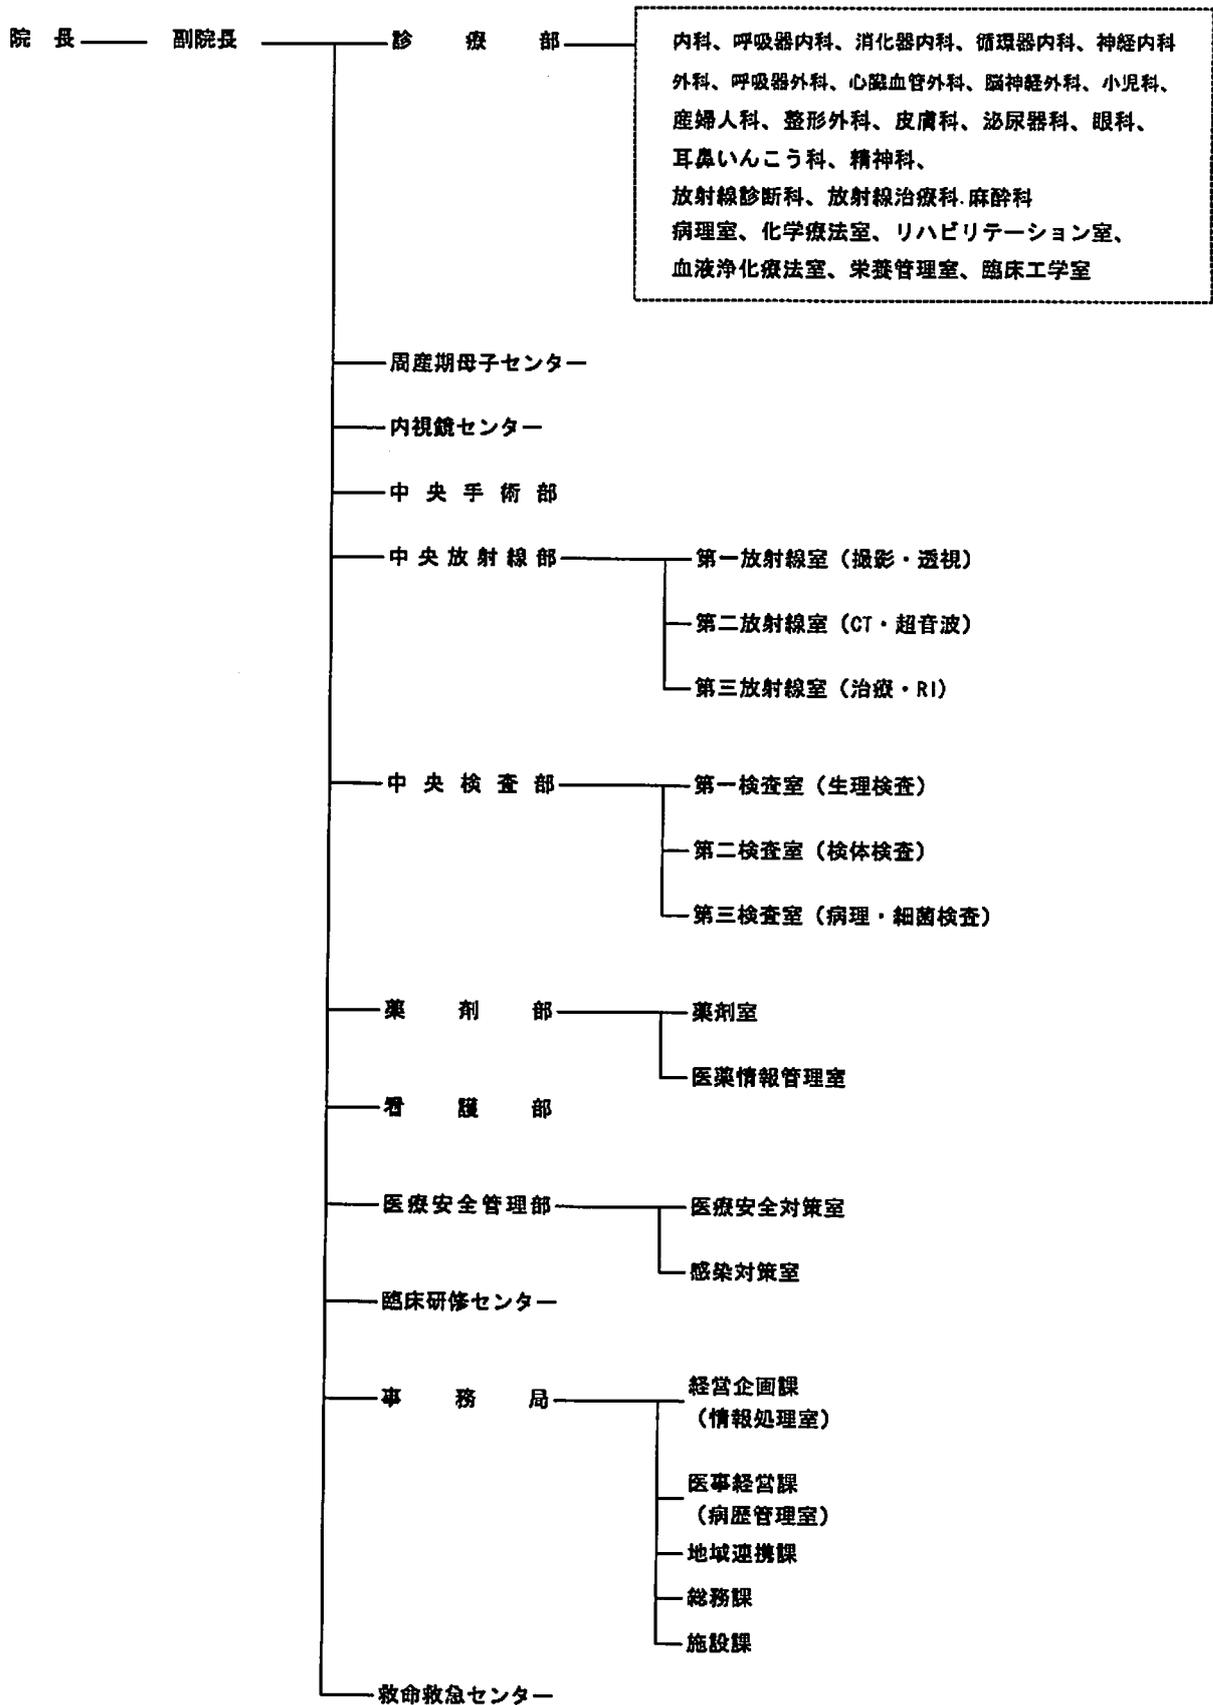 院長 副院長 診療部 内科、呼吸器内科、消化器内科、循環器内科、神経内科
外科、呼吸器外科、心臓血管外科、脳神経外科、小児科、
産婦人科、整形外科、皮膚科、泌尿器科、眼科、
耳鼻いんこう科、精神科、
放射線診断科、放射線治療科、麻酔科
病理室、化学療法室、リハビリテーション室、
血液浄化療法室、栄養管理室、臨床工学室
周産期母子センター
内視鏡センター
中央手術部
中央放射線部 第一放射線室（撮影・透視）
第二放射線室（CT・超音波）
第三放射線室（治療・RI）
中央検査部 第一検査室（生理検査）
第二検査室（検体検査）
第三検査室（病理・細菌検査）
薬剤部 薬剤室
医薬情報管理室
看護部
医療安全管理部 医療安全対策室
感染対策室
臨床研修センター
事務局 経営企画課
（情報処理室）
医事経営課
（病歴管理室）
地域連携課
総務課
施設課
救命救急センター